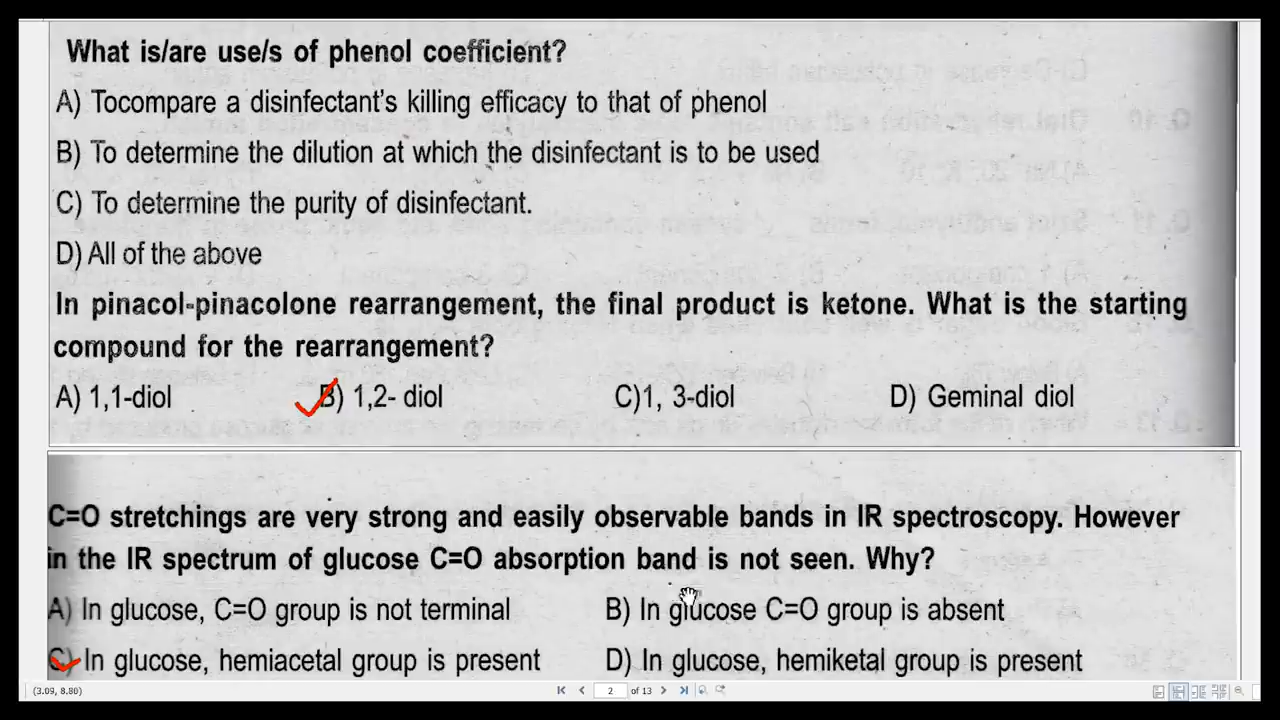 What is/are use/s of phenol coefficient?
A) Tocompare a disinfectant's killing efficacy to that of phenol
B) To determine the dilution at which the disinfectant is to be used
C) To determine the purity of disinfectant.
D) All of the above
In pinacol-pinacolone rearrangement, the final product is ketone. What is the starting
compound for the rearrangement?
A) 1,1-diol B) 1,2- diol C)1, 3-diol D) Geminal diol
C=O stretchings are very strong and easily observable bands in IR spectroscopy. However
in the IR spectrum of glucose C=O absorption band is not seen. Why?
A) In glucose, C=O group is not terminal B) In glucose C=O group is absent
C) In glucose, hemiacetal group is present D) In glucose, hemiketal group is present
(3.09, 8.80) 2 of 13